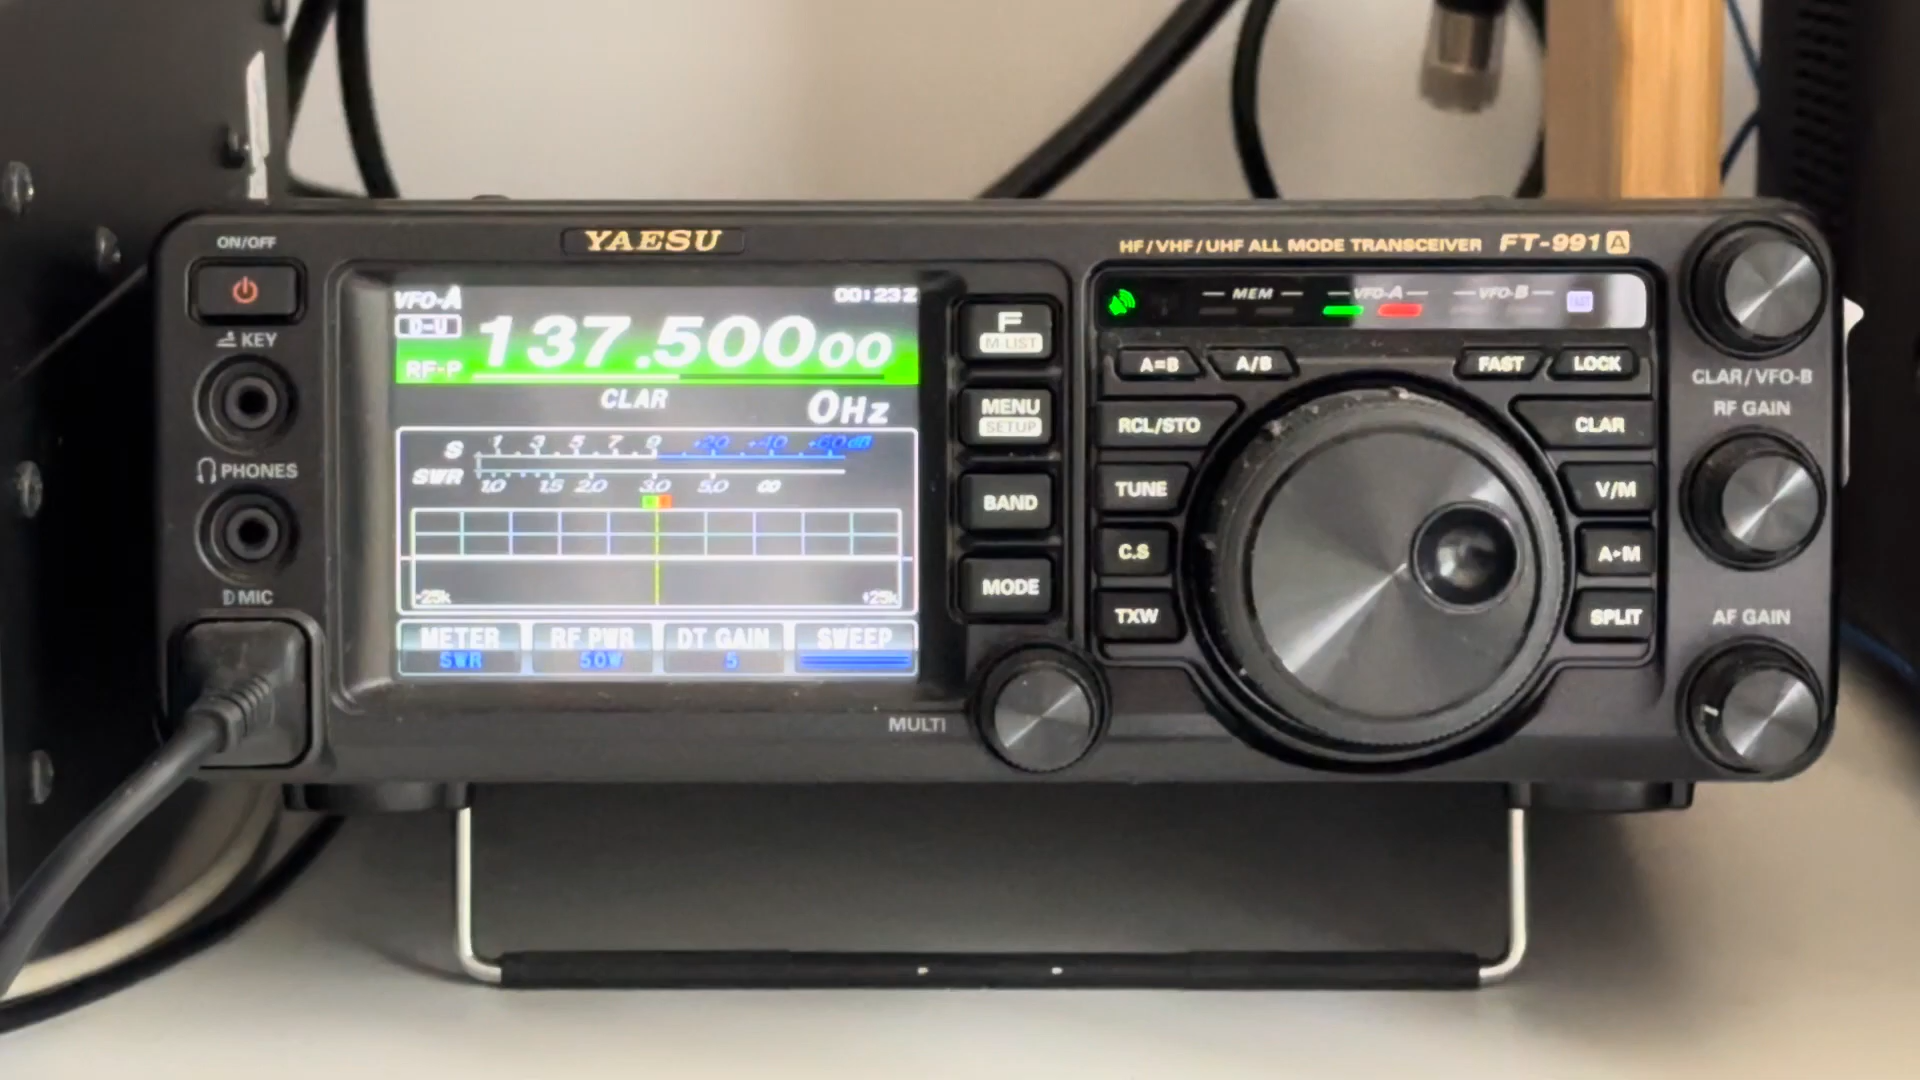 ON/OFF
KEY
PHONES
MIC
YAESU
VFO-A
00:23Z
D-U
137.50000
RF-P
CLAR
0Hz
S 1 3 5 7 9 +20 +40 +60dB
SWR 1.0 1.5 2.0 3.0 5.0 ∞
-25k +25k
METER RF PWR DT GAIN SWEEP
SWR 50W 5
F
M-LIST
MENU
SETUP
BAND
MODE
MULTI
HF/VHF/UHF ALL MODE TRANSCEIVER FT-991A
MEM VFO-A VFO-B FAST
A=B A/B FAST LOCK
RCL/STO CLAR
TUNE V/M
C.S A▸M
TXW SPLIT
CLAR/VFO-B
RF GAIN
AF GAIN